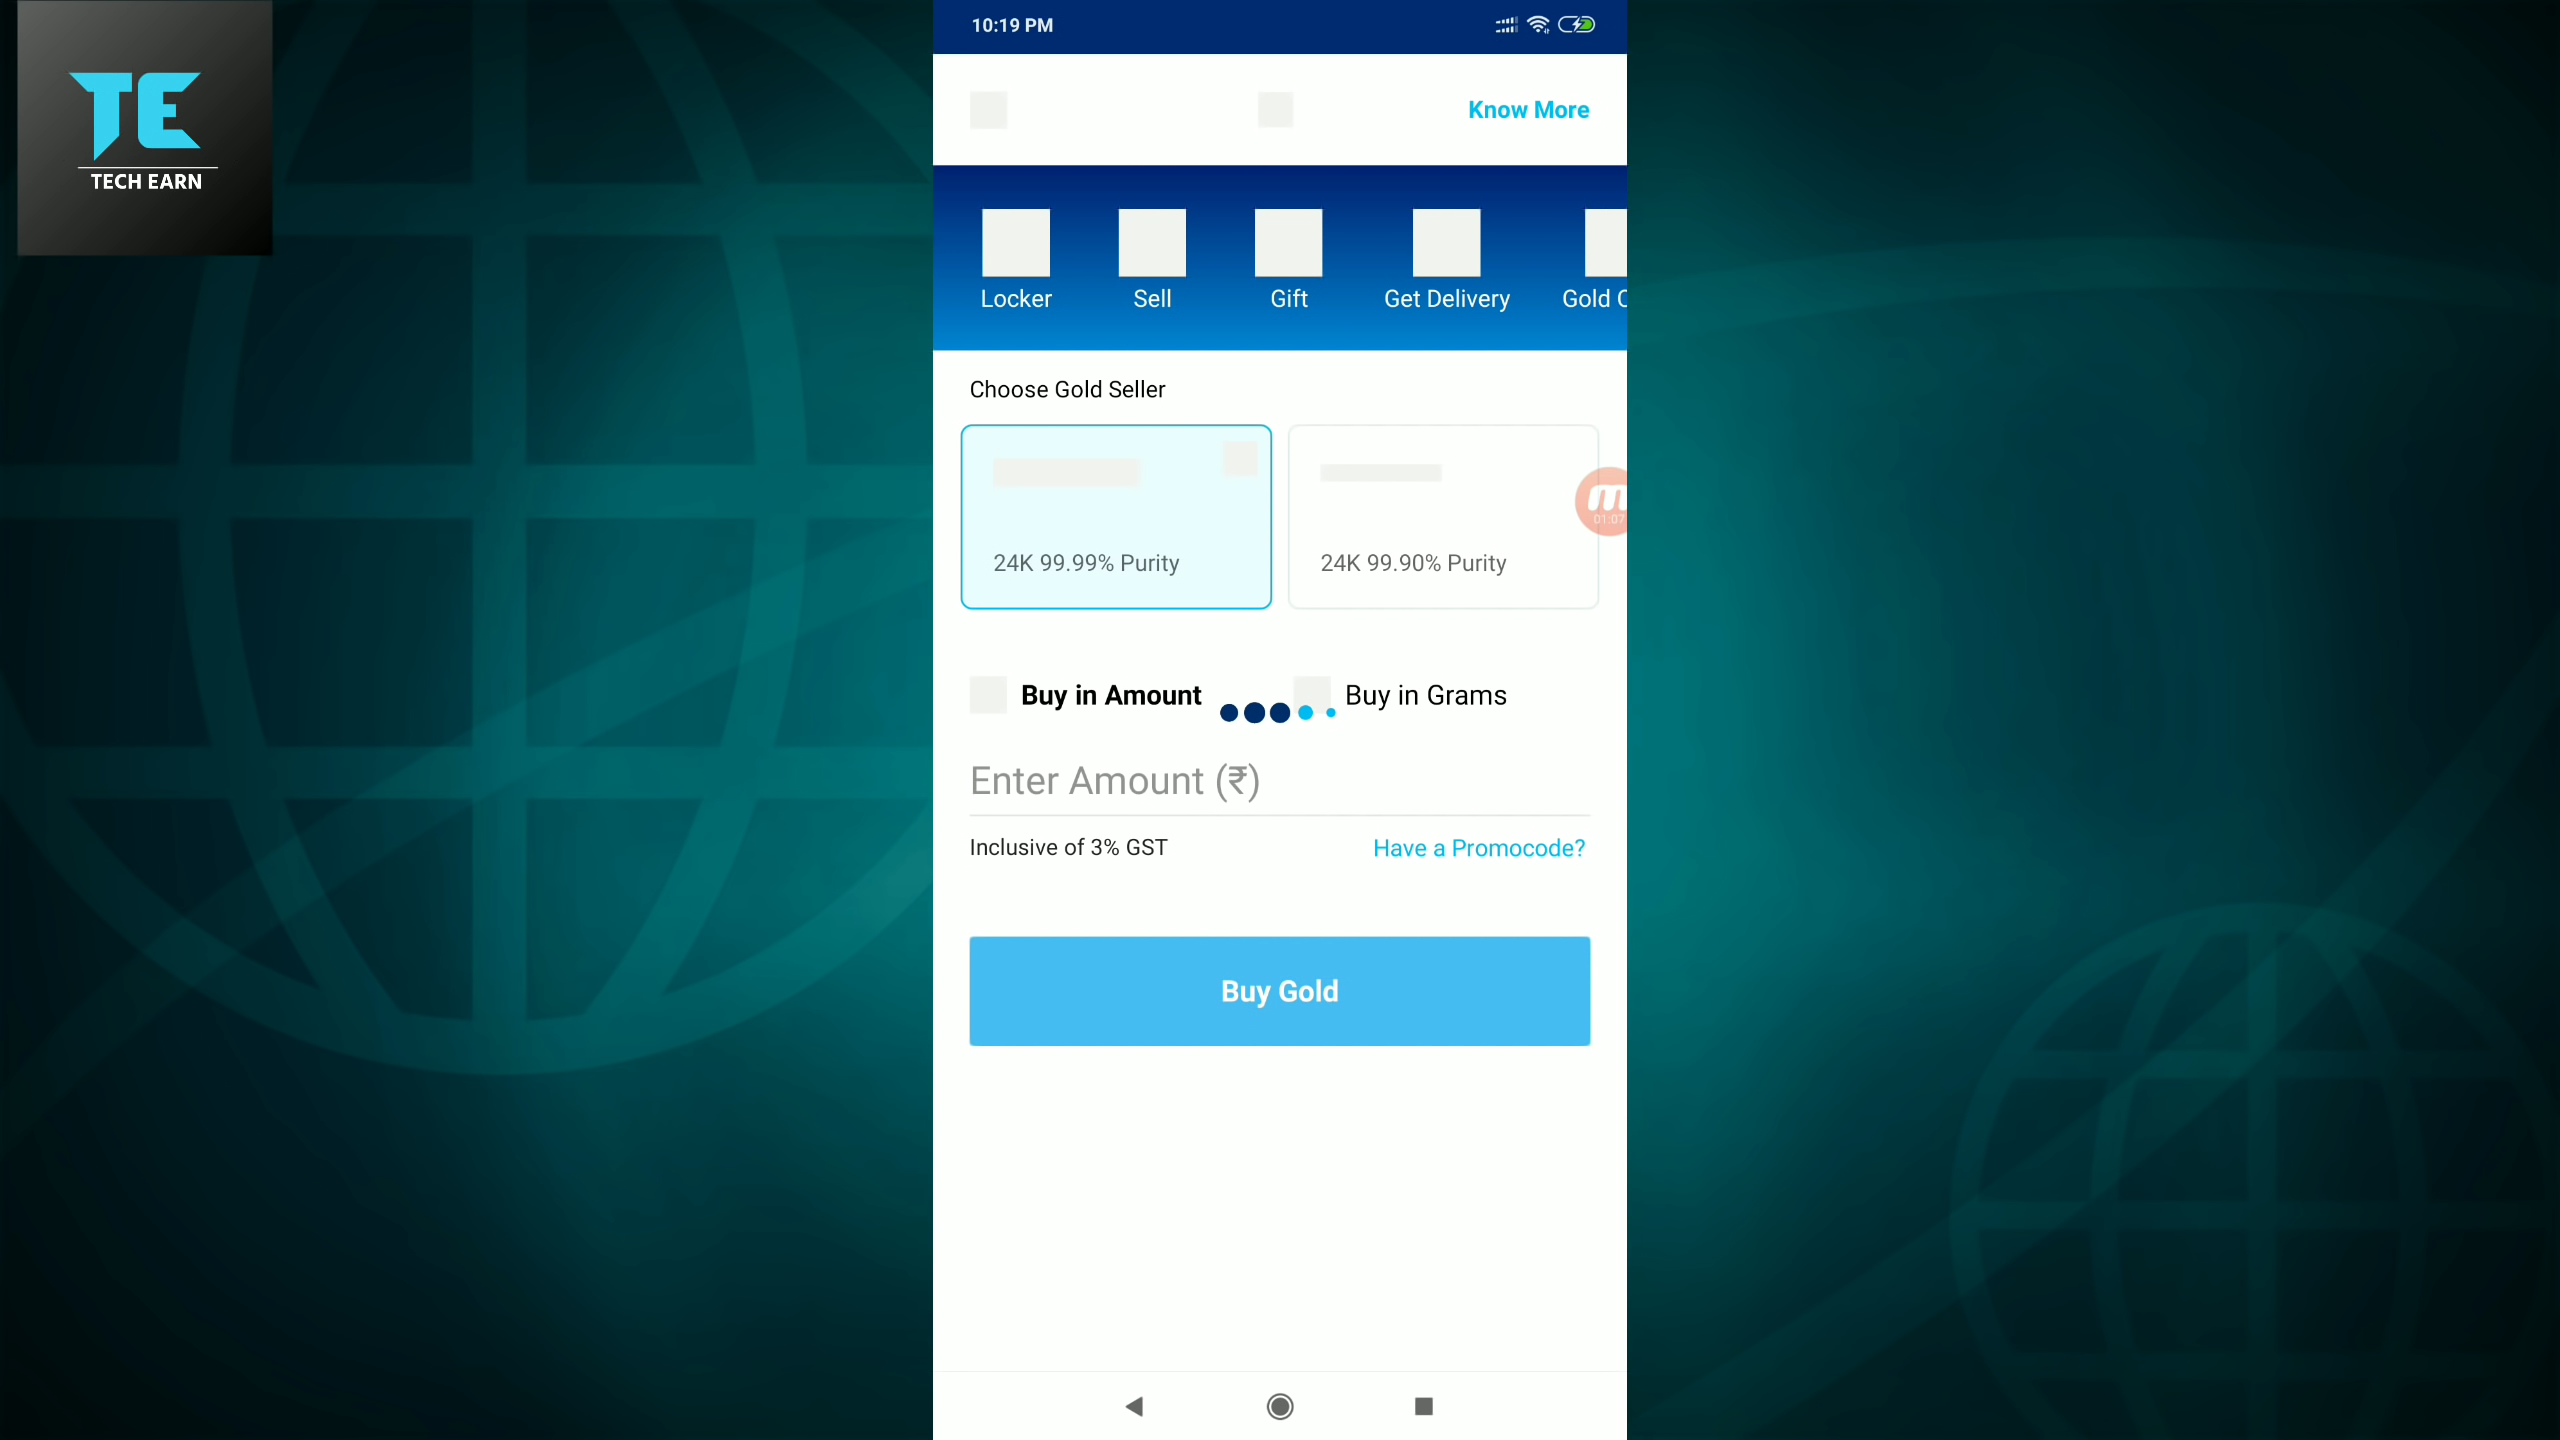 TE
TECH EARN
10:19 PM
Know More
Locker Sell Gift Get Delivery Gold C
Choose Gold Seller
24K 99.99% Purity 24K 99.90% Purity
01:07
Buy in Amount Buy in Grams
Enter Amount (₹)
Inclusive of 3% GST Have a Promocode?
Buy Gold